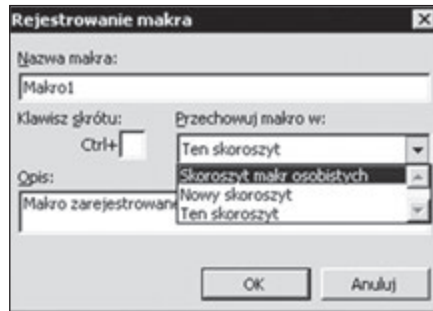 Rejestrowanie makra
Nazwa makra:
Makro1
Klawisz skrótu:
Ctrl+
Przechowuj makro w:
Ten skoroszyt
Skoroszyt makr osobistych
Nowy skoroszyt
Ten skoroszyt
Opis:
Makro zarejestrowane
OK
Anuluj